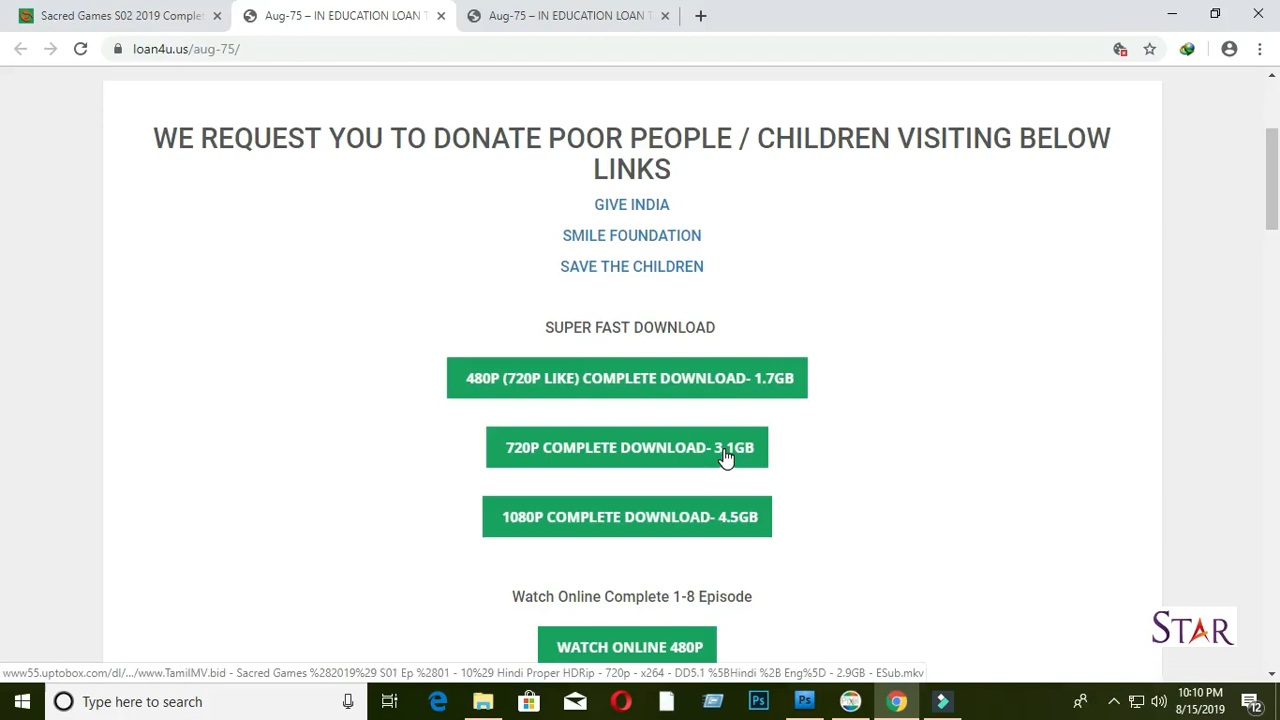 Sacred Games S02 2019 Complet
Aug-75 – IN EDUCATION LOAN T
Aug-75 – IN EDUCATION LOAN T
loan4u.us/aug-75/
WE REQUEST YOU TO DONATE POOR PEOPLE / CHILDREN VISITING BELOW
LINKS
GIVE INDIA
SMILE FOUNDATION
SAVE THE CHILDREN
SUPER FAST DOWNLOAD
480P (720P LIKE) COMPLETE DOWNLOAD- 1.7GB
720P COMPLETE DOWNLOAD- 3.1GB
1080P COMPLETE DOWNLOAD- 4.5GB
Watch Online Complete 1-8 Episode
WATCH ONLINE 480P
STAR
www55.uptobox.com/dl/.../www.TamilMV.bid - Sacred Games %282019%29 S01 Ep %2801 - 10%29 Hindi Proper HDRip - 720p - x264 - DD5.1 %5BHindi %2B Eng%5D - 2.9GB - ESub.mkv
Type here to search
Ps
Ps
10:10 PM
8/15/2019
12